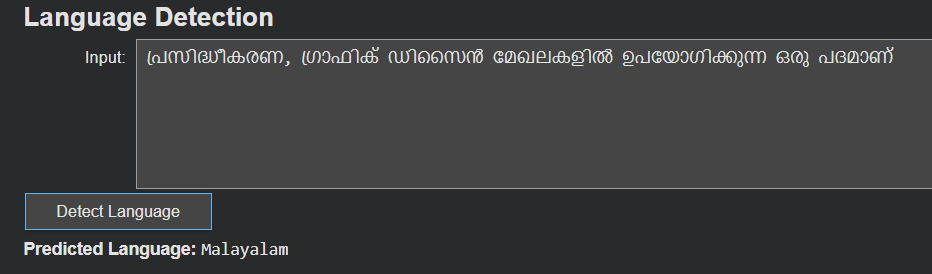 Language Detection
Input: പ്രസിദ്ധീകരണ, ഗ്രാഫിക് ഡിസൈൻ മേഖലകളിൽ ഉപയോഗിക്കുന്ന ഒരു പദമാണ്
Detect Language
Predicted Language: Malayalam